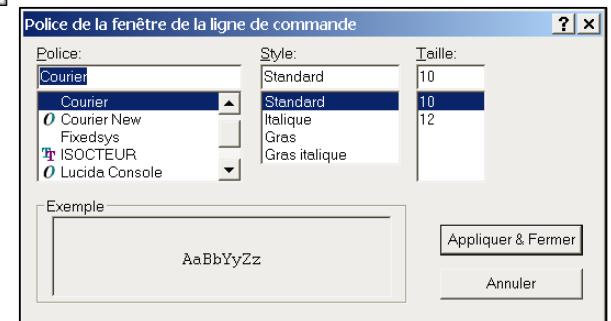 Police de la fenêtre de la ligne de commande ? ×
Police: Style: Taille:
Courier Standard 10
Courier Standard 10
Courier New Italique 12
Fixedsys Gras
ISOCTEUR Gras italique
Lucida Console
Exemple
AaBbYyZz
Appliquer & Fermer
Annuler